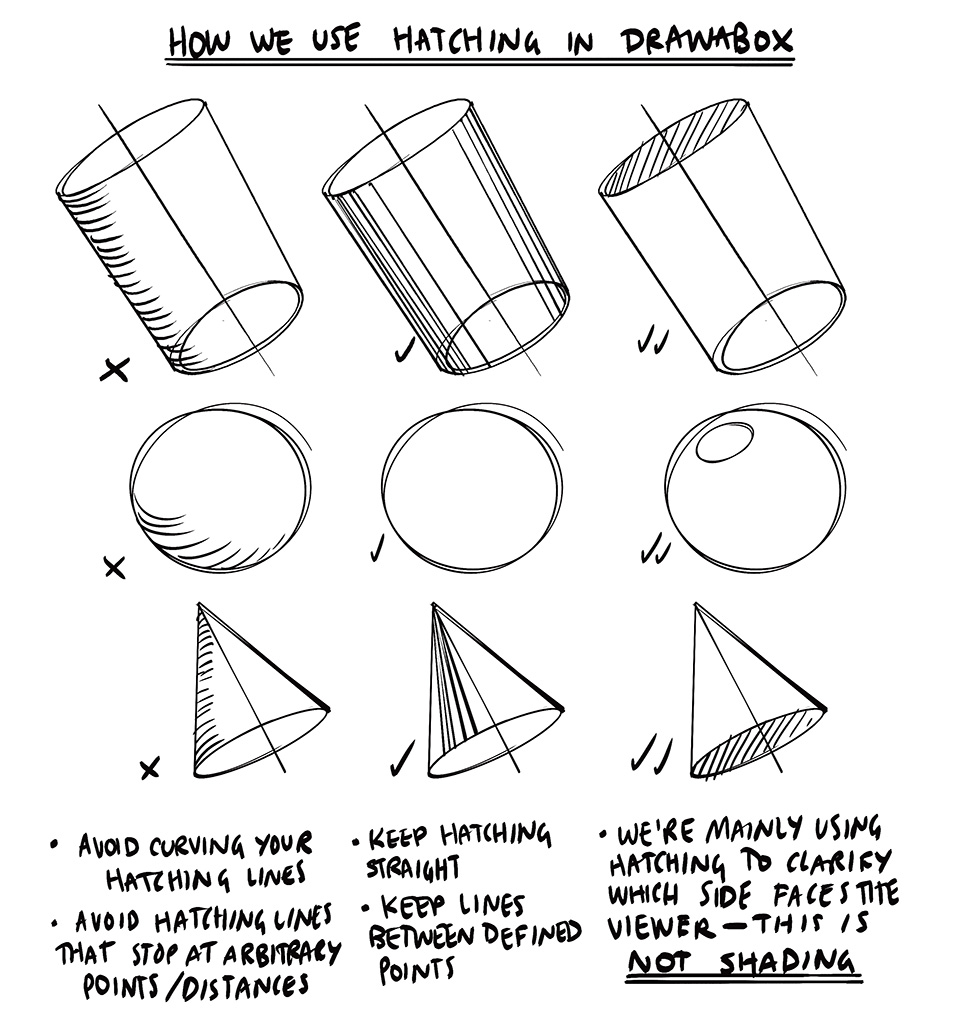 HOW WE USE HATCHING IN DRAWABOX
• AVOID CURVING YOUR
HATCHING LINES
• AVOID HATCHING LINES
THAT STOP AT ARBITRARY
POINTS/DISTANCES
• KEEP HATCHING
STRAIGHT
• KEEP LINES
BETWEEN DEFINED
POINTS
• WE'RE MAINLY USING
HATCHING TO CLARIFY
WHICH SIDE FACES THE
VIEWER – THIS IS
NOT SHADING